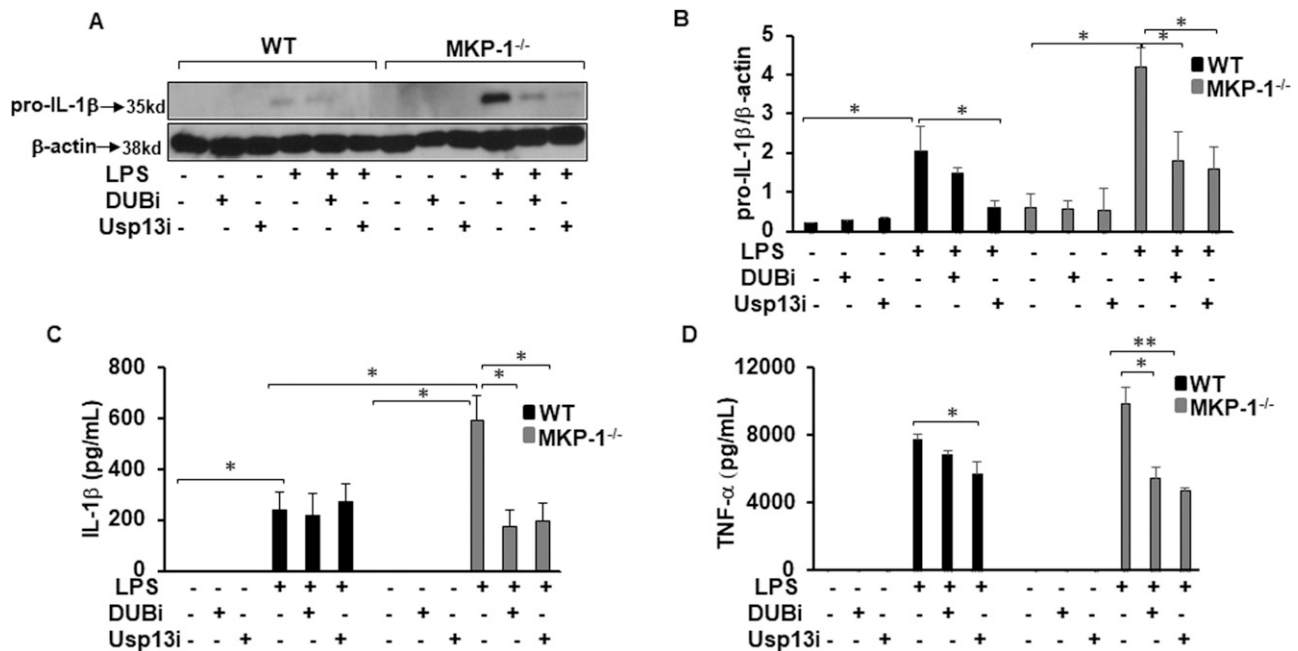 A
WT MKP-1-/-
pro-IL-1β→35kd
β-actin→38kd
LPS - - - + + + - - - + + +
DUBi - + - - + - - + - - + -
Usp13i - - + - - + - - + - - +
B
pro-IL-1β/β-actin
5
4
3
2
1
0
* * * * *
WT
MKP-1-/-
LPS - - - + + + - - - + + +
DUBi - + - - + - - + - - + -
Usp13i - - + - - + - - + - - +
C
IL-1β (pg/mL)
800
600
400
200
0
* * * * *
WT
MKP-1-/-
LPS - - - + + + - - - + + +
DUBi - + - - + - - + - - + -
Usp13i - - + - - + - - + - - +
D
TNF-α (pg/mL)
12000
8000
4000
0
* ** *
WT
MKP-1-/-
LPS - - - + + + - - - + + +
DUBi - + - - + - - + - - + -
Usp13i - - + - - + - - + - - +